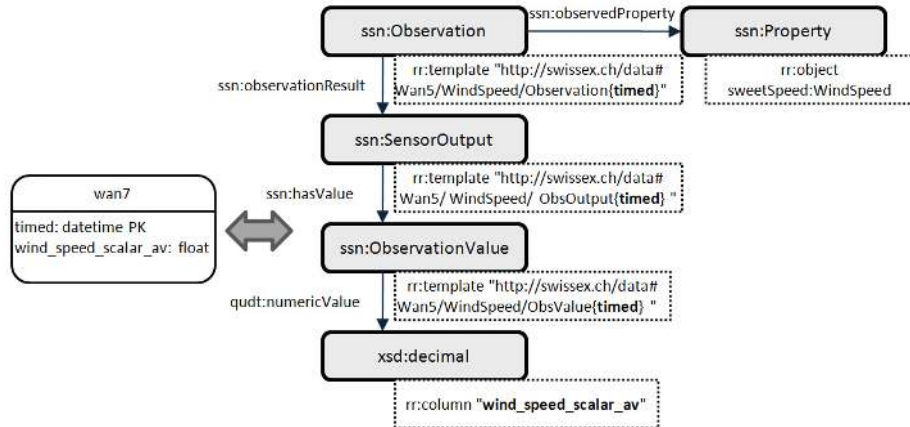 ssn:observedProperty
ssn:Observation
ssn:Property
rr:template "http://swissex.ch/data#
Wan5/WindSpeed/Observation{timed}"
rr:object
sweetSpeed:WindSpeed
ssn:observationResult
ssn:SensorOutput
rr:template "http://swissex.ch/data#
Wan5/ WindSpeed/ ObsOutput{timed} "
wan7
timed: datetime PK
wind_speed_scalar_av: float
ssn:hasValue
ssn:ObservationValue
rr:template "http://swissex.ch/data#
Wan5/WindSpeed/ObsValue{timed} "
qudt:numericValue
xsd:decimal
rr:column "wind_speed_scalar_av"